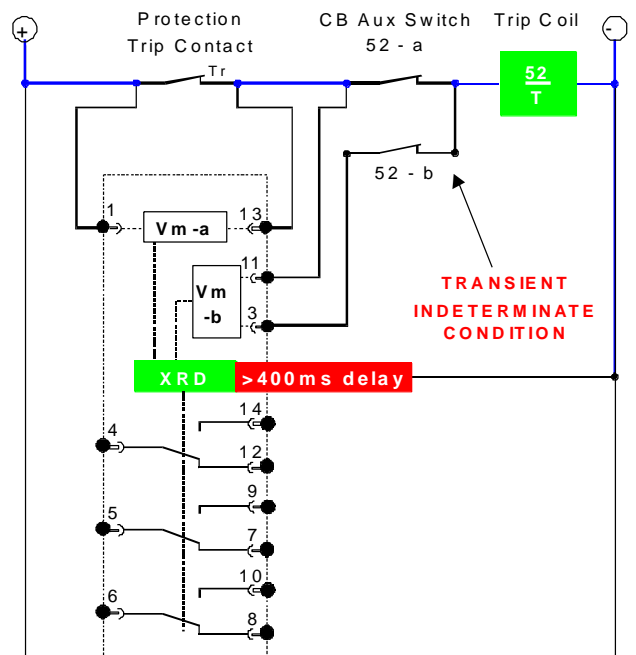 Protection
Trip Contact
CB Aux Switch
52 - a
Trip Coil
+
-
Tr
52
T
52 - b
1
13
Vm-a
11
Vm
-b
3
TRANSIENT
INDETERMINATE
CONDITION
XRD
>400ms delay
14
4
12
9
5
7
10
6
8